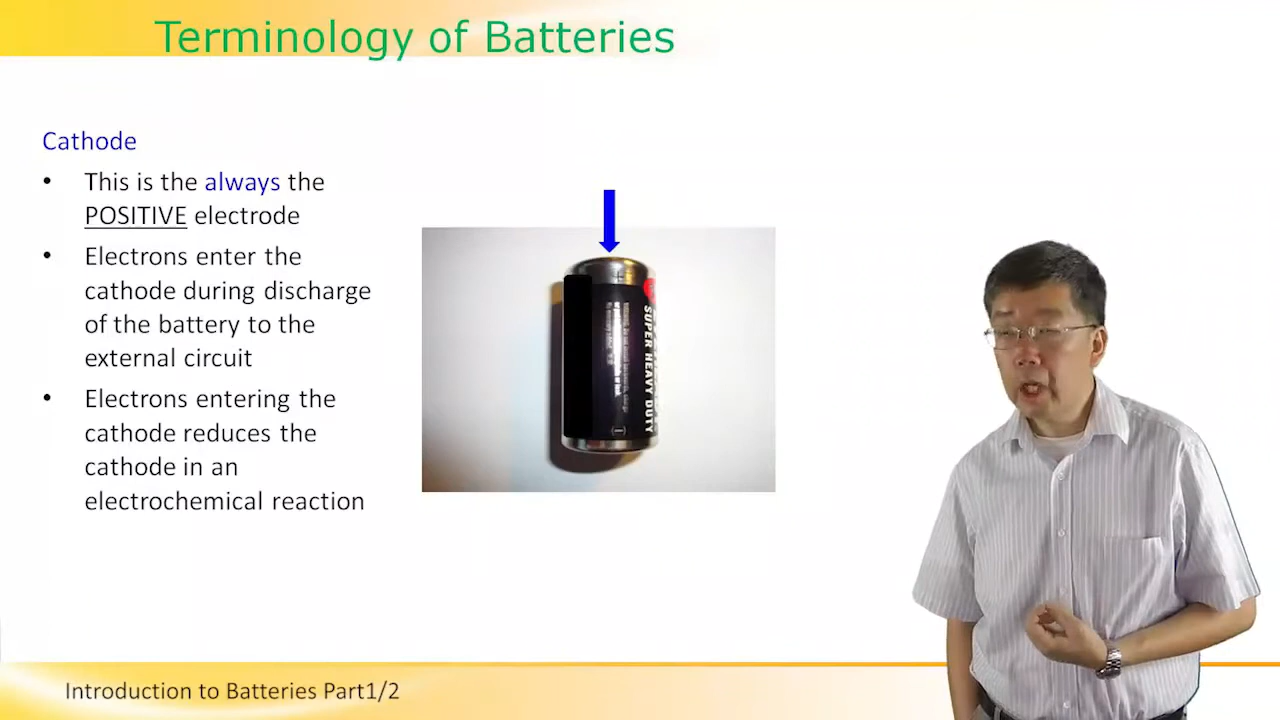 Terminology of Batteries
Cathode
• This is the always the
POSITIVE electrode
• Electrons enter the
cathode during discharge
of the battery to the
external circuit
• Electrons entering the
cathode reduces the
cathode in an
electrochemical reaction
+
SUPER HEAVY DUTY
(−)
Introduction to Batteries Part1/2